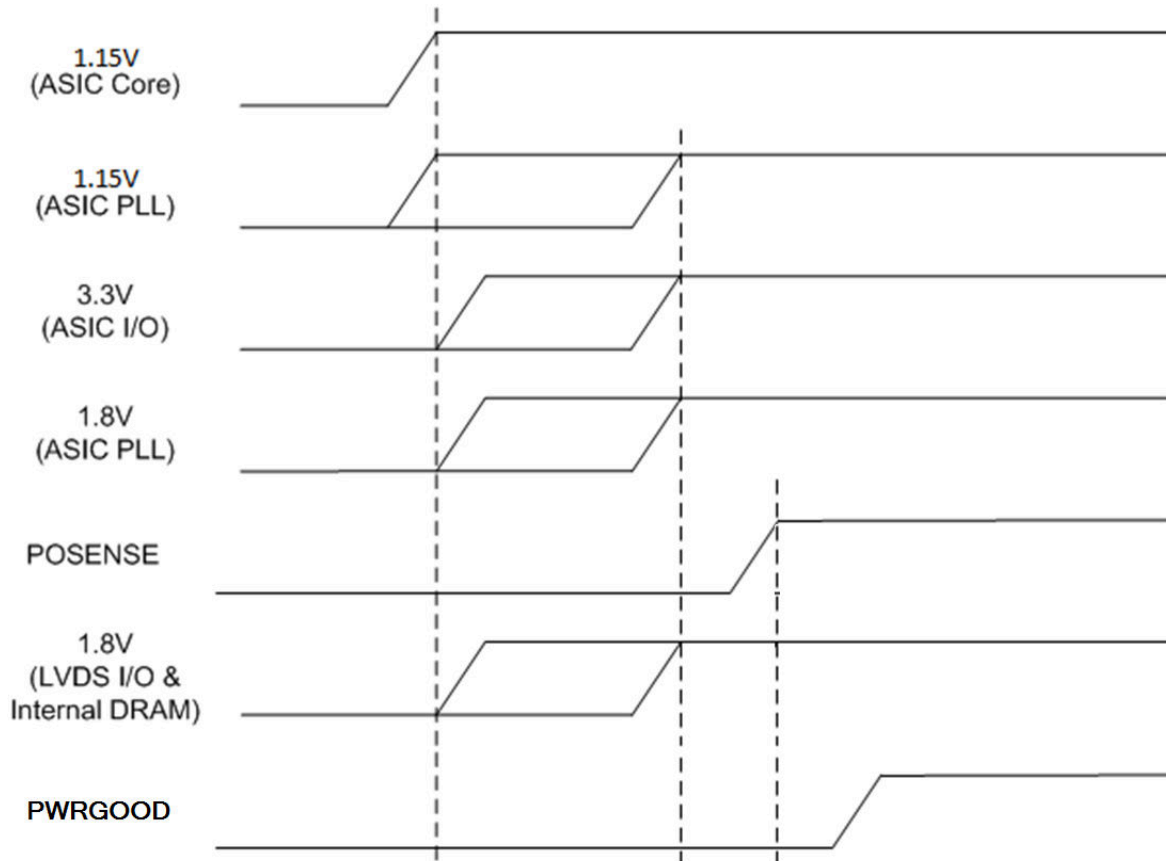 1.15V
(ASIC Core)
1.15V
(ASIC PLL)
3.3V
(ASIC I/O)
1.8V
(ASIC PLL)
POSENSE
1.8V
(LVDS I/O &
Internal DRAM)
PWRGOOD